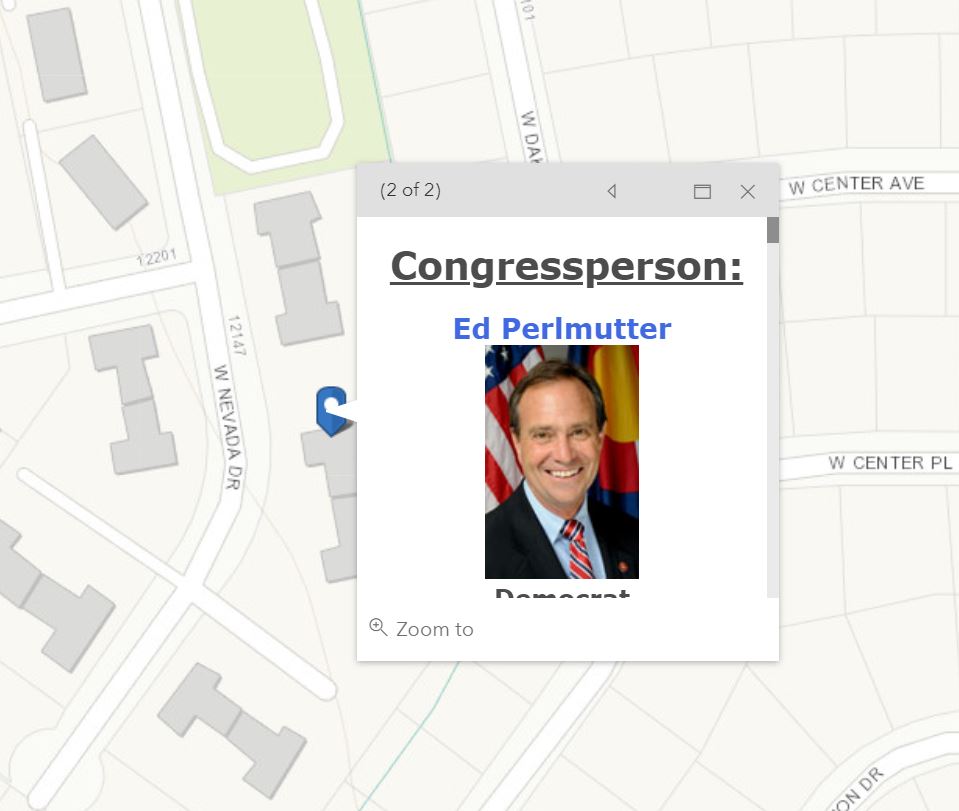 101
W DAK
(2 of 2)
W CENTER AVE
Congressperson:
12201
Ed Perlmutter
12147
W NEVADA DR
W CENTER PL
Democrat
Zoom to
ON DR